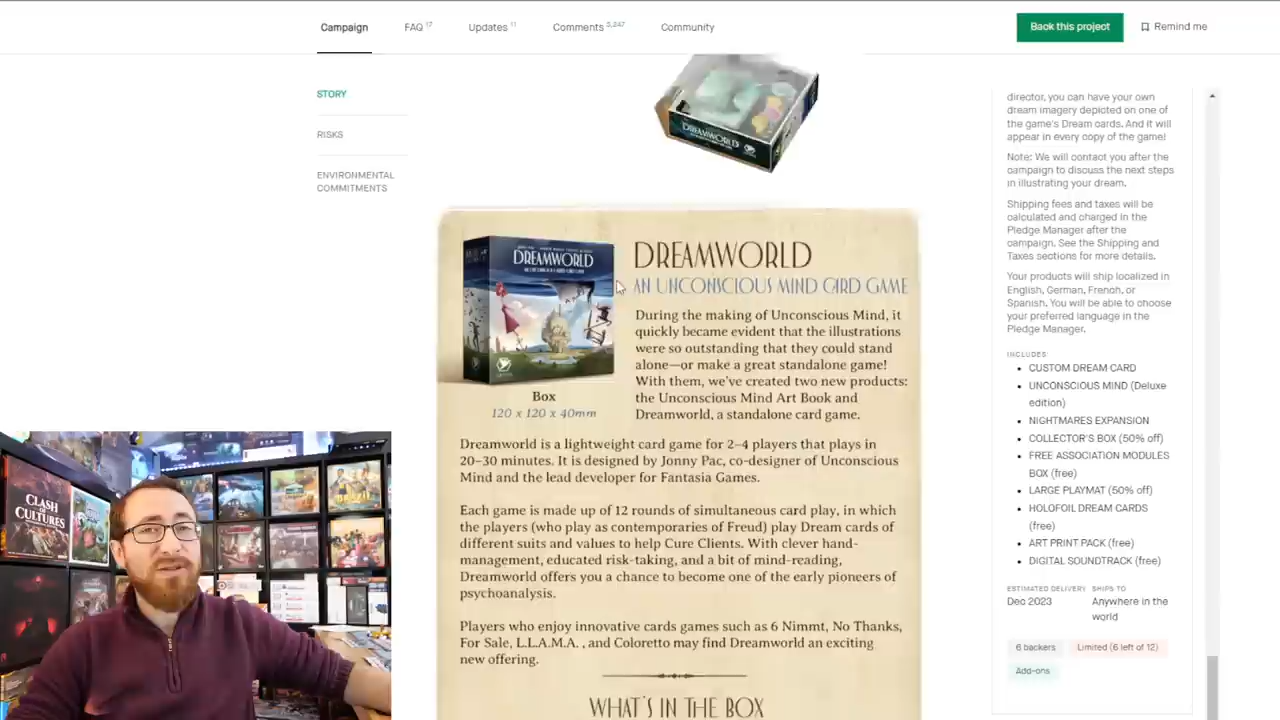 Campaign
FAQ 17
Updates 11
Comments 5,247
Community
Back this project
Remind me
STORY
RISKS
ENVIRONMENTAL
COMMITMENTS
DREAMWORLD
DREAMWORLD
Box
120 x 120 x 40mm
DREAMWORLD
AN UNCONSCIOUS MIND CARD GAME
During the making of Unconscious Mind, it
quickly became evident that the illustrations
were so outstanding that they could stand
alone—or make a great standalone game!
With them, we've created two new products:
the Unconscious Mind Art Book and
Dreamworld, a standalone card game.
Dreamworld is a lightweight card game for 2–4 players that plays in
20–30 minutes. It is designed by Jonny Pac, co-designer of Unconscious
Mind and the lead developer for Fantasia Games.
Each game is made up of 12 rounds of simultaneous card play, in which
the players (who play as contemporaries of Freud) play Dream cards of
different suits and values to help Cure Clients. With clever hand-
management, educated risk-taking, and a bit of mind-reading,
Dreamworld offers you a chance to become one of the early pioneers of
psychoanalysis.
Players who enjoy innovative cards games such as 6 Nimmt, No Thanks,
For Sale, L.L.A.M.A. , and Coloretto may find Dreamworld an exciting
new offering.
WHAT'S IN THE BOX
director, you can have your own
dream imagery depicted on one of
the game's Dream cards. And it will
appear in every copy of the game!
Note: We will contact you after the
campaign to discuss the next steps
in illustrating your dream.
Shipping fees and taxes will be
calculated and charged in the
Pledge Manager after the
campaign. See the Shipping and
Taxes sections for more details.
Your products will ship localized in
English, German, French, or
Spanish. You will be able to choose
your preferred language in the
Pledge Manager.
INCLUDES:
CUSTOM DREAM CARD
UNCONSCIOUS MIND (Deluxe
edition)
NIGHTMARES EXPANSION
COLLECTOR'S BOX (50% off)
FREE ASSOCIATION MODULES
BOX (free)
LARGE PLAYMAT (50% off)
HOLOFOIL DREAM CARDS
(free)
ART PRINT PACK (free)
DIGITAL SOUNDTRACK (free)
ESTIMATED DELIVERY
Dec 2023
SHIPS TO
Anywhere in the
world
6 backers
Limited (6 left of 12)
Add-ons
CLASH
OF
CULTURES